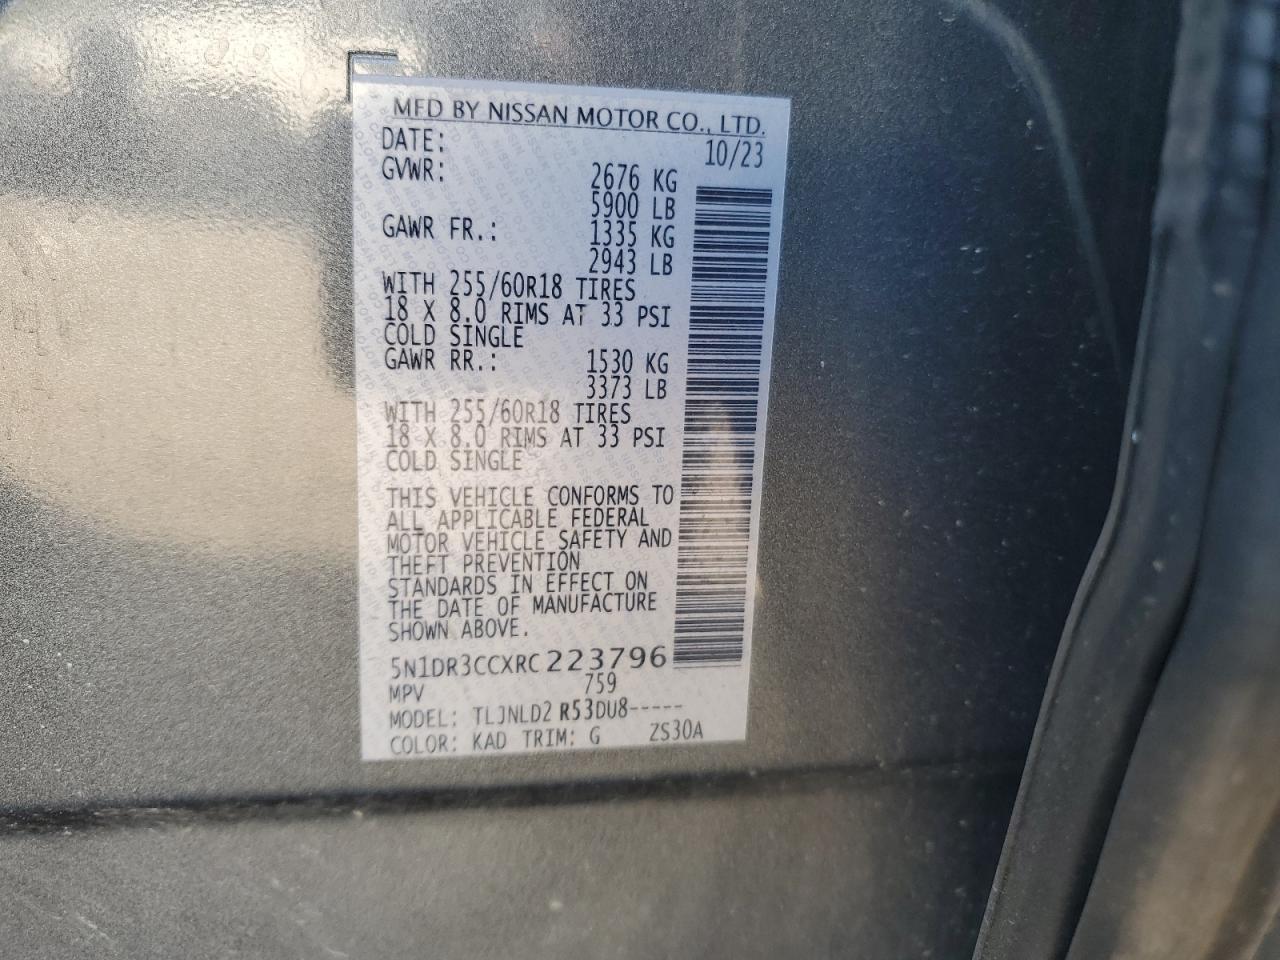 MFD BY NISSAN MOTOR CO., LTD.
DATE: 10/23
GVWR: 2676 KG
5900 LB
GAWR FR.: 1335 KG
2943 LB
WITH 255/60R18 TIRES
18 X 8.0 RIMS AT 33 PSI
COLD SINGLE
GAWR RR.: 1530 KG
3373 LB
WITH 255/60R18 TIRES
18 X 8.0 RIMS AT 33 PSI
COLD SINGLE
THIS VEHICLE CONFORMS TO
ALL APPLICABLE FEDERAL
MOTOR VEHICLE SAFETY AND
THEFT PREVENTION
STANDARDS IN EFFECT ON
THE DATE OF MANUFACTURE
SHOWN ABOVE.
5N1DR3CCXRC223796
MPV 759
MODEL: TLJNLD2 R53DU8-----
COLOR: KAD TRIM: G ZS30A